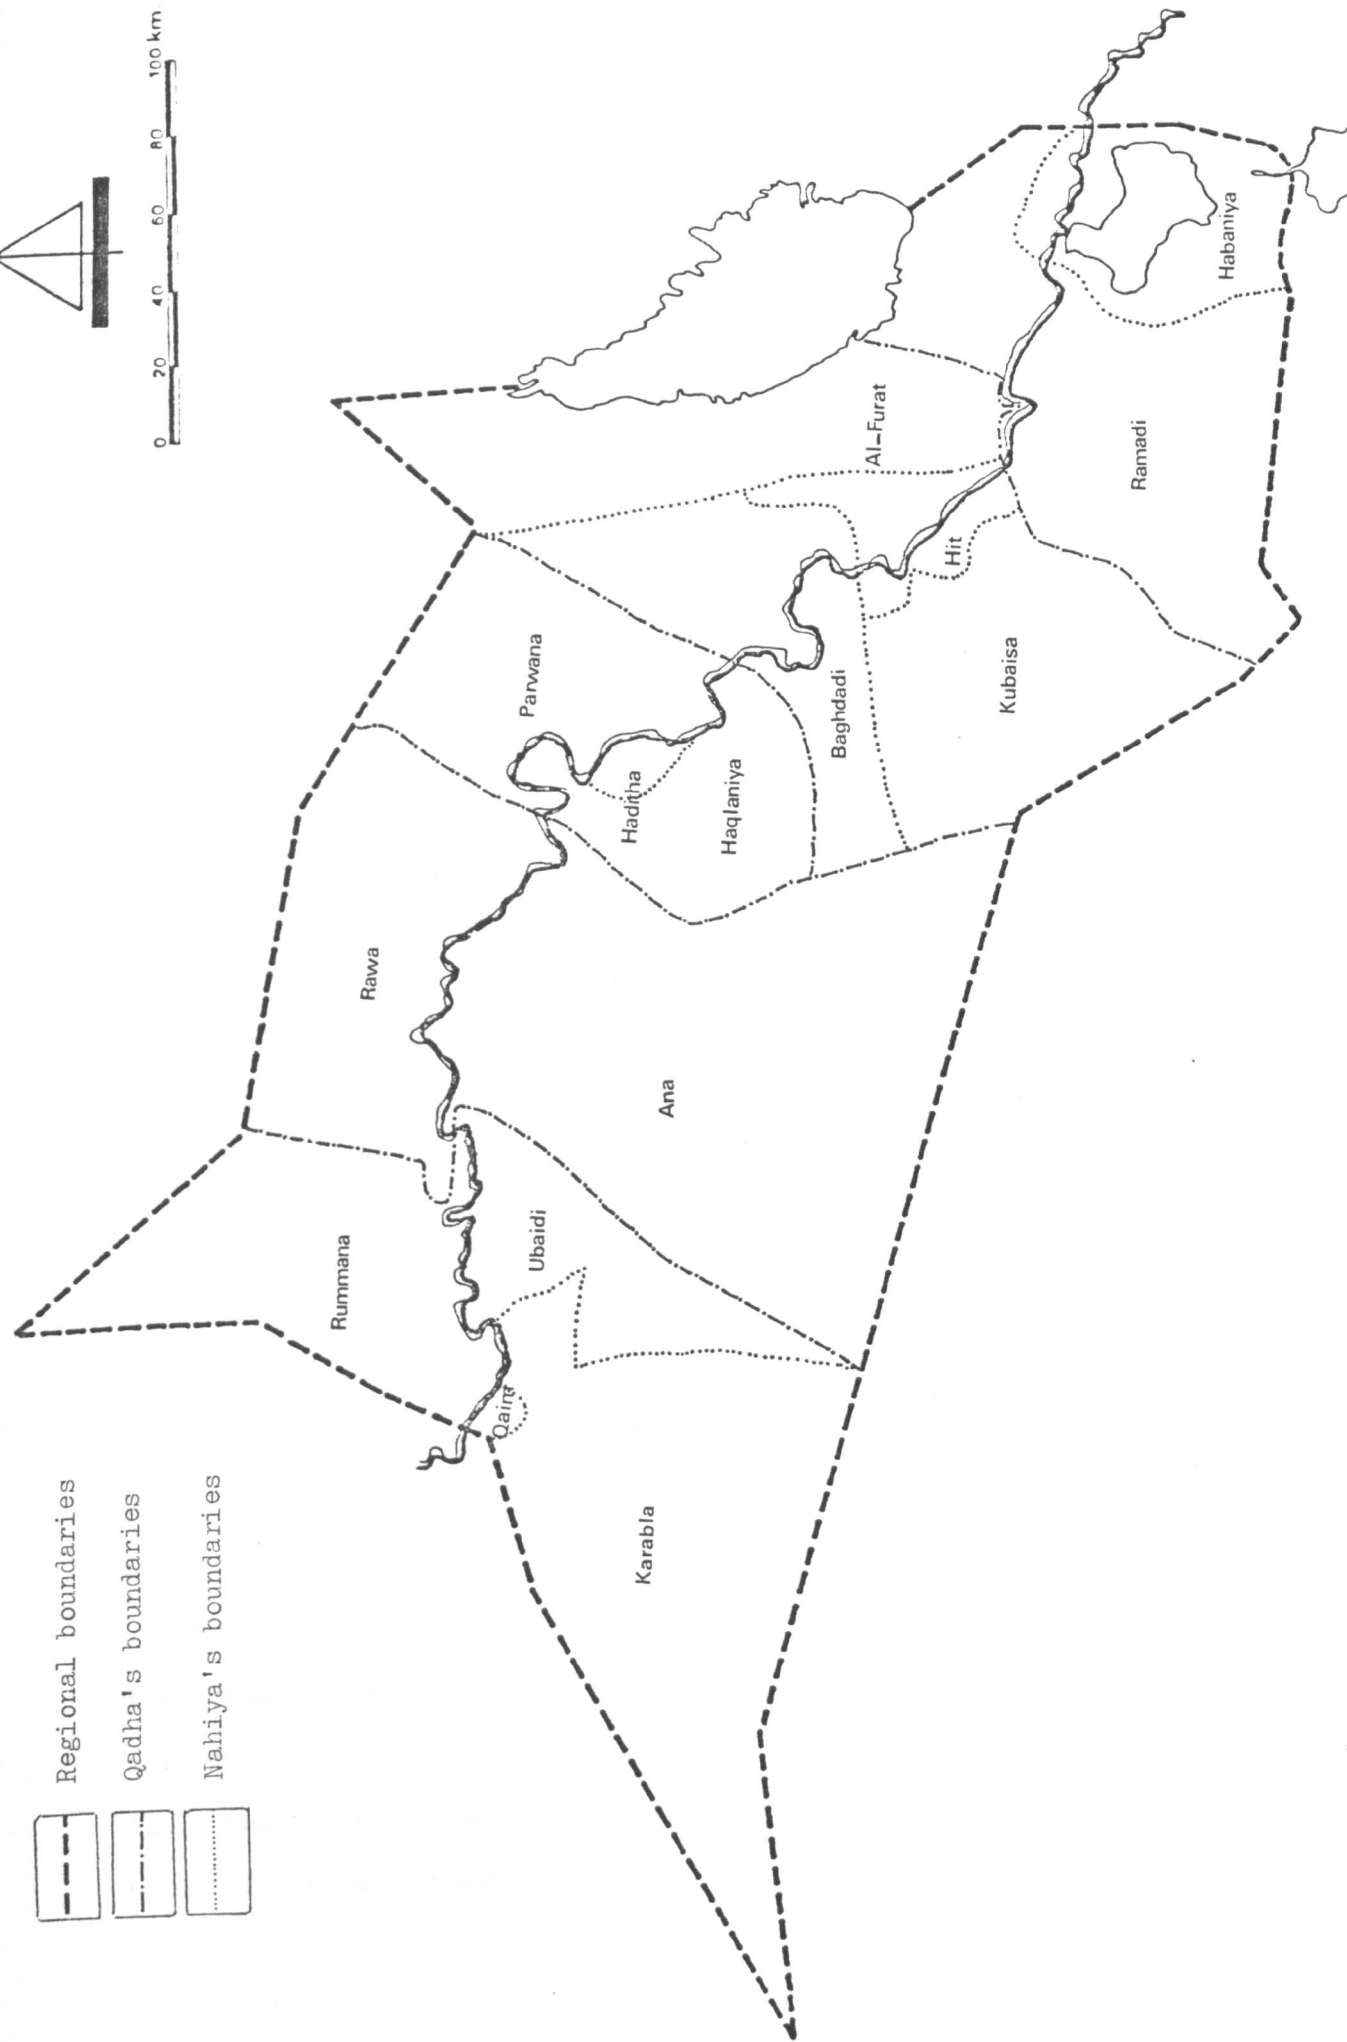 Regional boundaries
Qadha's boundaries
Nahiya's boundaries
0 20 40 60 80 100 km.
Rummana
Rawa
Parwana
Qaim
Ubaidi
Haditha
Al-Furat
Karabla
Ana
Haqlaniya
Baghdadi
Hit
Kubaisa
Ramadi
Habaniya